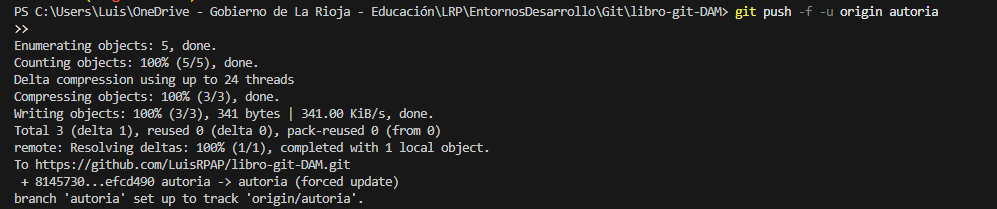 PS C:\Users\Luis\OneDrive - Gobierno de La Rioja - Educación\LRP\EntornosDesarrollo\Git\libro-git-DAM> git push -f -u origin autoria
>>
Enumerating objects: 5, done.
Counting objects: 100% (5/5), done.
Delta compression using up to 24 threads
Compressing objects: 100% (3/3), done.
Writing objects: 100% (3/3), 341 bytes | 341.00 KiB/s, done.
Total 3 (delta 1), reused 0 (delta 0), pack-reused 0 (from 0)
remote: Resolving deltas: 100% (1/1), completed with 1 local object.
To https://github.com/LuisRPAP/libro-git-DAM.git
 + 8145730...efcd490 autoria -> autoria (forced update)
branch 'autoria' set up to track 'origin/autoria'.